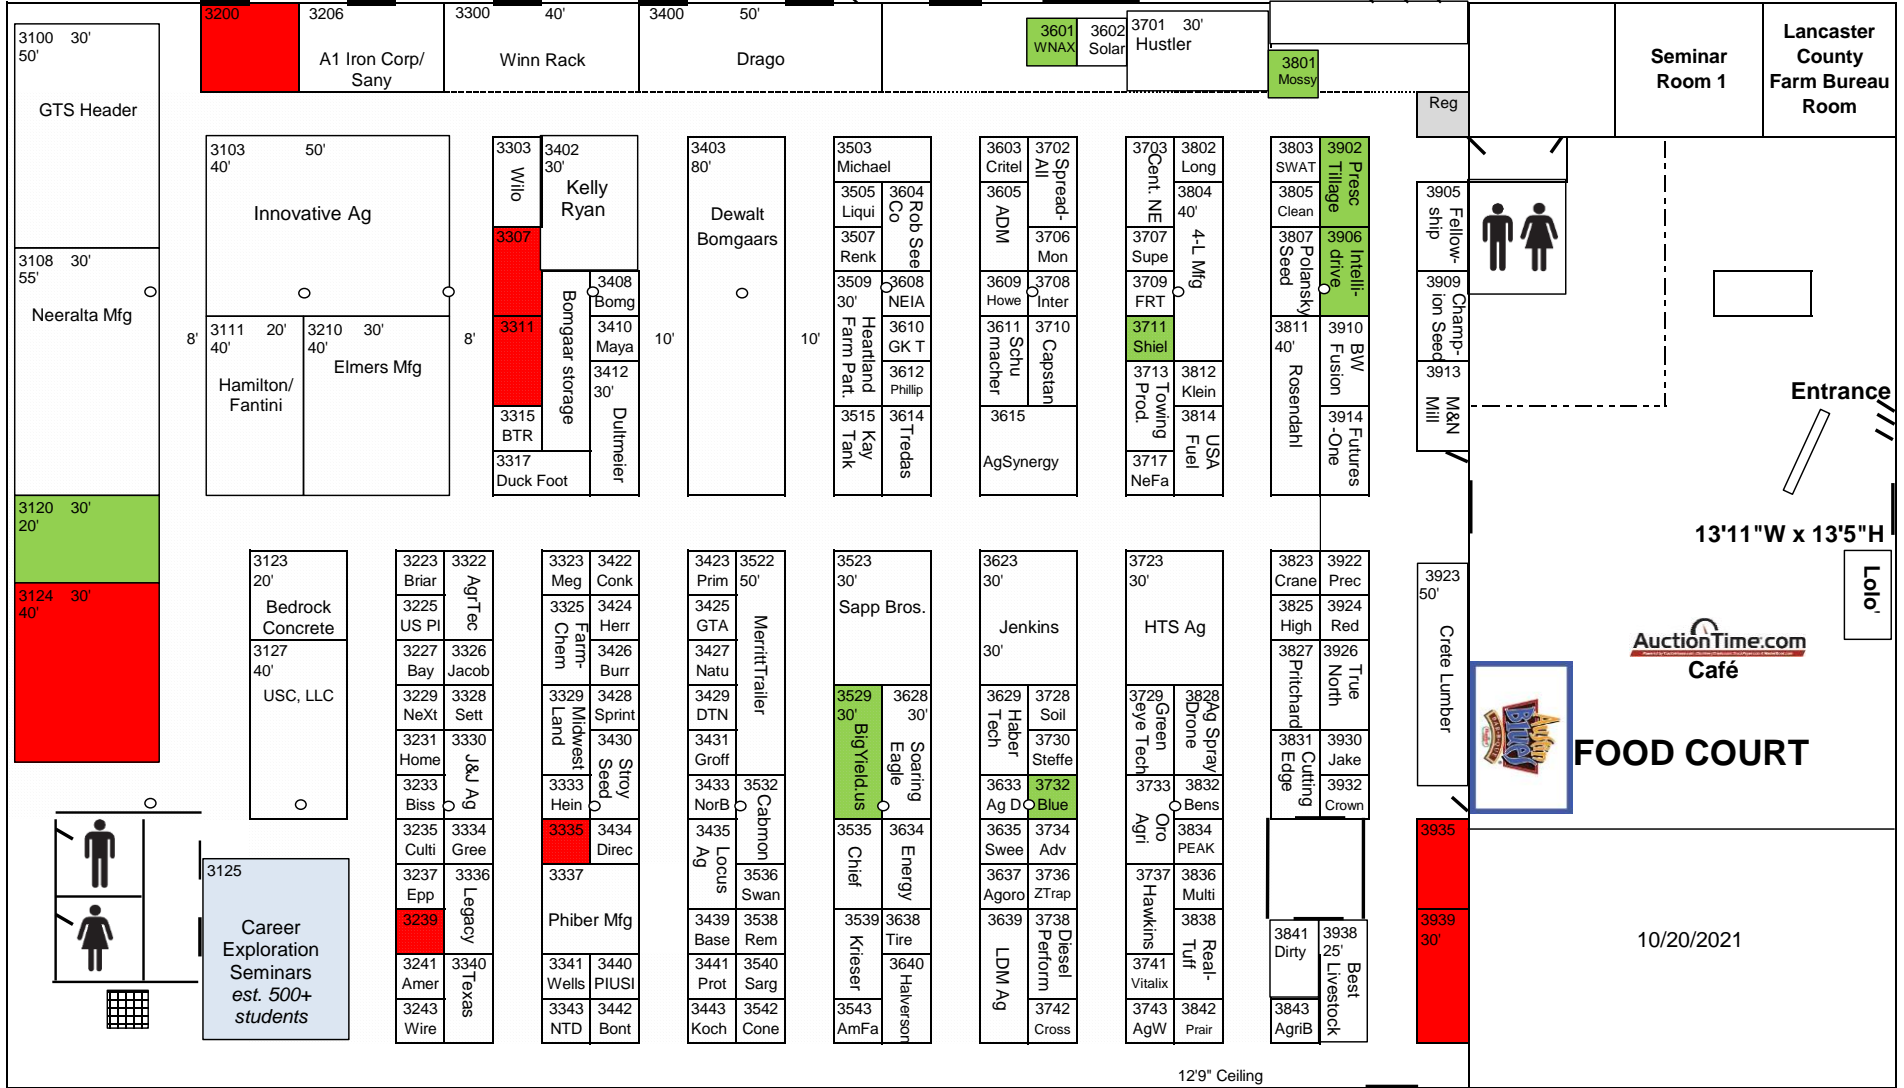 3200
3206
A1 Iron Corp/
Sany
3300 40'
Winn Rack
3400 50'
Drago
3601
WNAX
3602
Solar
3701 30'
Hustler
3801
Mossy
Reg
Seminar
Room 1
Lancaster
County
Farm Bureau
Room
3100 30'
50'
GTS Header
3108 30'
55'
Neeralta Mfg
3120 30'
20'
3124 30'
40'
3103 50'
40'
Innovative Ag
8'
3111 20'
40'
Hamilton/
Fantini
3210 30'
40'
Elmers Mfg
8'
3303
Wilo
3402
30'
Kelly
Ryan
3307
3311
Bomgaar storage
3408
Bomg
3410
Maya
3412
30'
Dultmeier
3315
BTR
3317
Duck Foot
10'
3403
80'
Dewalt
Bomgaars
10'
3503
Michael
3505
Liqui
3604
Rob See
Co
3507
Renk
3509
30'
Heartland
Farm Part.
3608
NEIA
3610
GK T
3612
Phillip
3515
Kay
Tank
3614
Tredas
3603
Critel
3702
Spread-
All
3605
ADM
3706
Mon
3609
Howe
3708
Inter
3611
Schu
macher
3710
Capstan
3615
AgSynergy
3703
Cent. NE
3802
Long
3804
40'
4-L Mfg
3707
Supe
3709
FRT
3711
Shiel
3713
Towing
Prod.
3812
Klein
3814
USA
Fuel
3717
NeFa
3803
SWAT
3902
Presc
Tillage
3805
Clean
3807
Polansky
Seed
3906
Intelli-
drive
3811
40'
Rosendahl
3910
BW
Fusion
3914
Futures
-One
3905
Fellow-
ship
3909
Champ-
ion Seed
3913
M&N
Mill
Entrance
13'11"W x 13'5"H
Lolo'
AuctionTime.com
Café
FOOD COURT
10/20/2021
3123
20'
Bedrock
Concrete
3127
40'
USC, LLC
3125
Career
Exploration
Seminars
est. 500+
students
3223
Briar
3322
AgrTec
3225
US Pl
3227
Bay
3326
Jacob
3229
NeXt
3328
Sett
3231
Home
3330
J&J Ag
3233
Biss
3235
Culti
3334
Gree
3237
Epp
3336
Legacy
3239
3241
Amer
3340
Texas
3243
Wire
3323
Meg
3422
Conk
3325
Farm-
Chem
3424
Herr
3426
Burr
3329
Midwest
Land
3428
Sprint
3430
Stroy
Seed
3333
Hein
3335
3434
Direc
3337
Phiber Mfg
3341
Wells
3440
PIUSI
3343
NTD
3442
Bont
3423
Prim
3522
50'
MerrittTrailer
3425
GTA
3427
Natu
3429
DTN
3431
Groff
3433
NorB
3532
Cabmon
3435
Locus
Ag
3536
Swan
3439
Base
3538
Rem
3441
Prot
3540
Sarg
3443
Koch
3542
Cone
3523
30'
Sapp Bros.
3529
30'
BigYield.us
3628
30'
Soaring
Eagle
3535
Chief
3634
Energy
3539
Krieser
3638
Tire
3640
Halverson
3543
AmFa
3623
30'
Jenkins
30'
3629
Haber
Tech
3728
Soil
3730
Steffe
3633
Ag D
3732
Blue
3635
Swee
3734
Adv
3637
Agoro
3736
ZTrap
3639
LDM Ag
3738
Diesel
Perform
3742
Cross
3723
30'
HTS Ag
3729
Green
eye Tech
3828
Ag Spray
Drone
3733
Oro
Agri
3832
Bens
3834
PEAK
3737
Hawkins
3836
Multi
3838
Real-
Tuff
3741
Vitalix
3743
AgW
3842
Prair
3823
Crane
3922
Prec
3825
High
3924
Red
3827
Pritchard
3926
True
North
3831
Cutting
Edge
3930
Jake
3932
Crown
3841
Dirty
3938
25'
Best
Livestock
3843
AgriB
3923
50'
Crete Lumber
3935
3939
30'
12'9" Ceiling